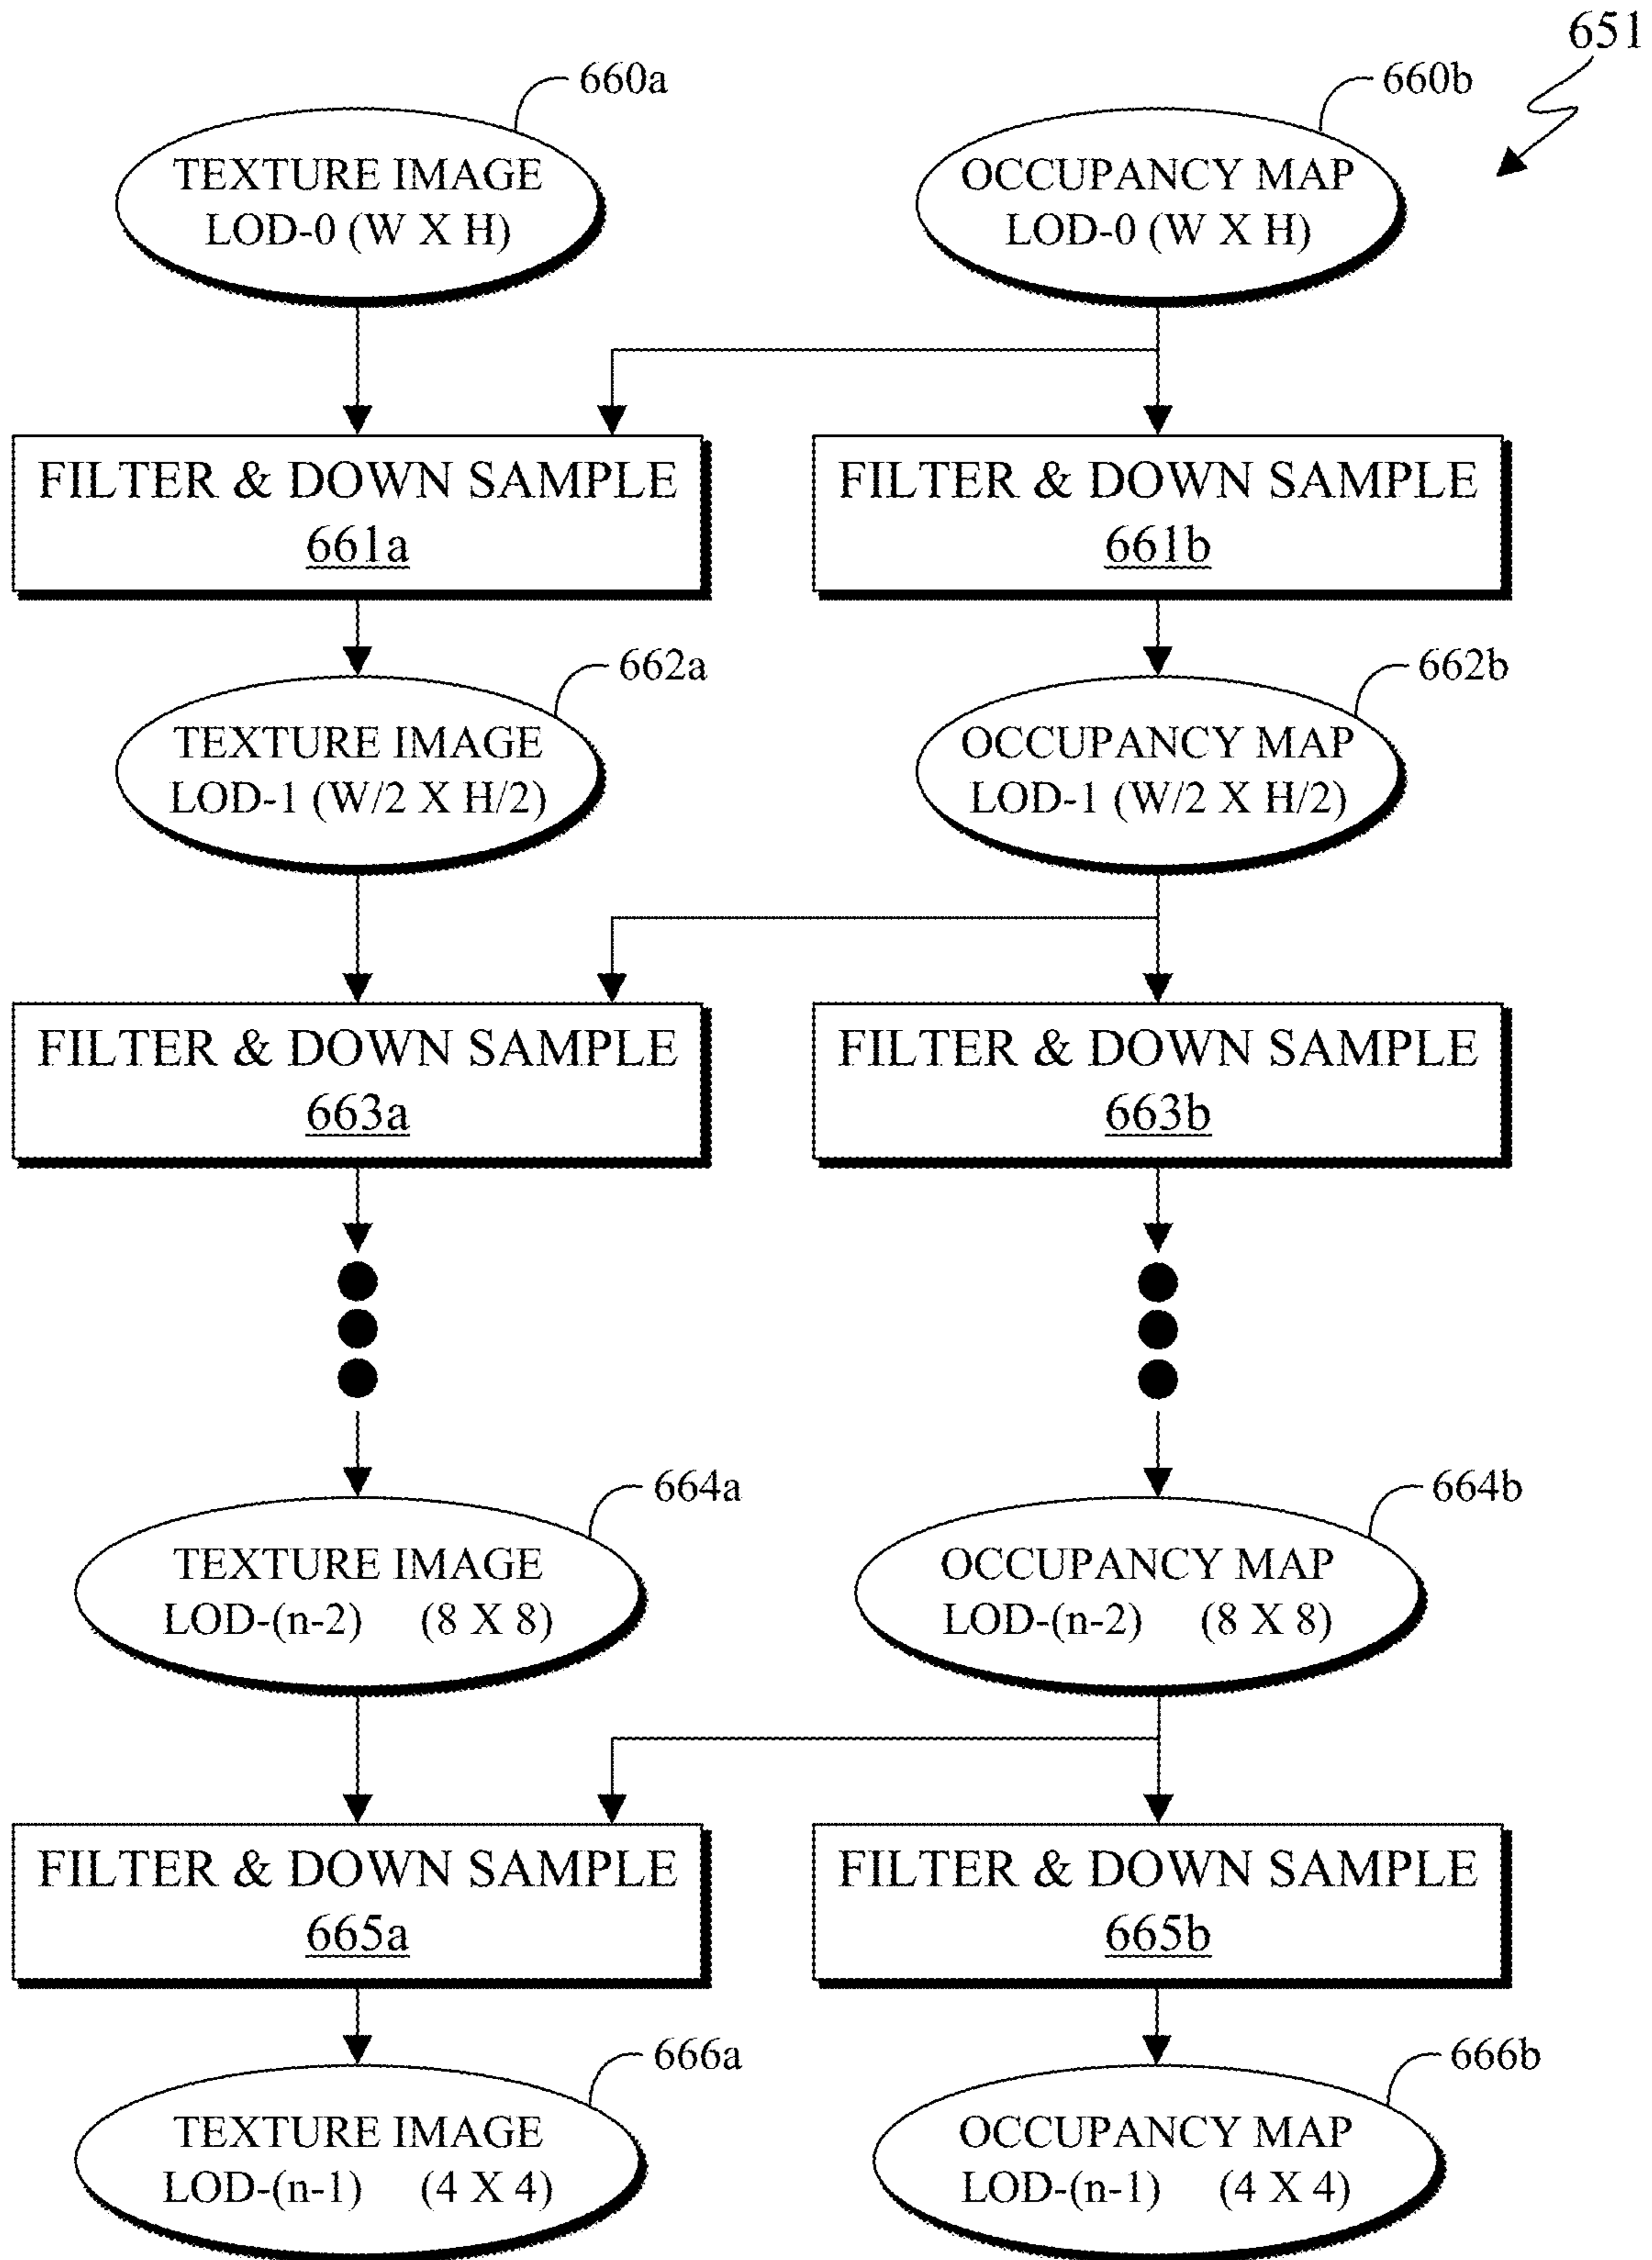 651
660a
660b
TEXTURE IMAGE
LOD-0 (W X H)
OCCUPANCY MAP
LOD-0 (W X H)
FILTER & DOWN SAMPLE
661a
FILTER & DOWN SAMPLE
661b
662a
662b
TEXTURE IMAGE
LOD-1 (W/2 X H/2)
OCCUPANCY MAP
LOD-1 (W/2 X H/2)
FILTER & DOWN SAMPLE
663a
FILTER & DOWN SAMPLE
663b
664a
664b
TEXTURE IMAGE
LOD-(n-2) (8 X 8)
OCCUPANCY MAP
LOD-(n-2) (8 X 8)
FILTER & DOWN SAMPLE
665a
FILTER & DOWN SAMPLE
665b
666a
666b
TEXTURE IMAGE
LOD-(n-1) (4 X 4)
OCCUPANCY MAP
LOD-(n-1) (4 X 4)